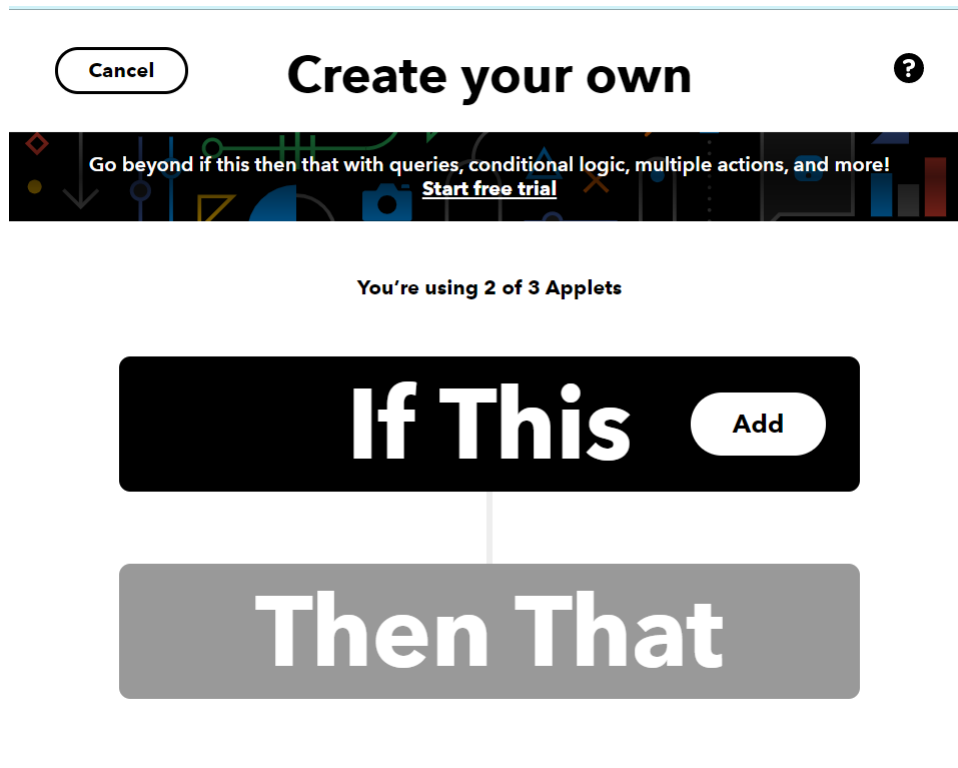 Cancel
Create your own
?
Go beyond if this then that with queries, conditional logic, multiple actions, and more!
Start free trial
You’re using 2 of 3 Applets
If This
Add
Then That